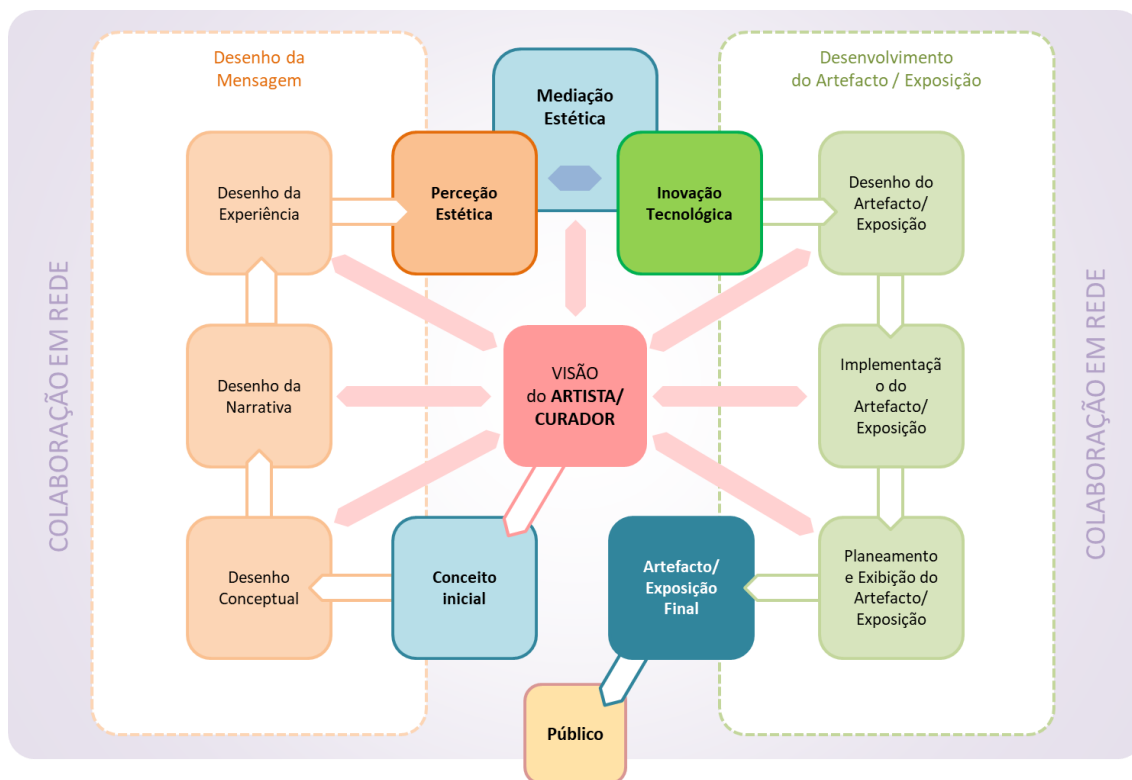 Desenho da
Mensagem
Mediação
Estética
Desenvolvimento
do Artefacto / Exposição
Desenho da
Experiência
Perceção
Estética
Inovação
Tecnológica
Desenho do
Artefacto/
Exposição
COLABORAÇÃO EM REDE
Desenho da
Narrativa
VISÃO
do ARTISTA/
CURADOR
Implementaçã
o do
Artefacto/
Exposição
COLABORAÇÃO EM REDE
Desenho
Conceptual
Conceito
inicial
Artefacto/
Exposição
Final
Planeamento
e Exibição do
Artefacto/
Exposição
Público